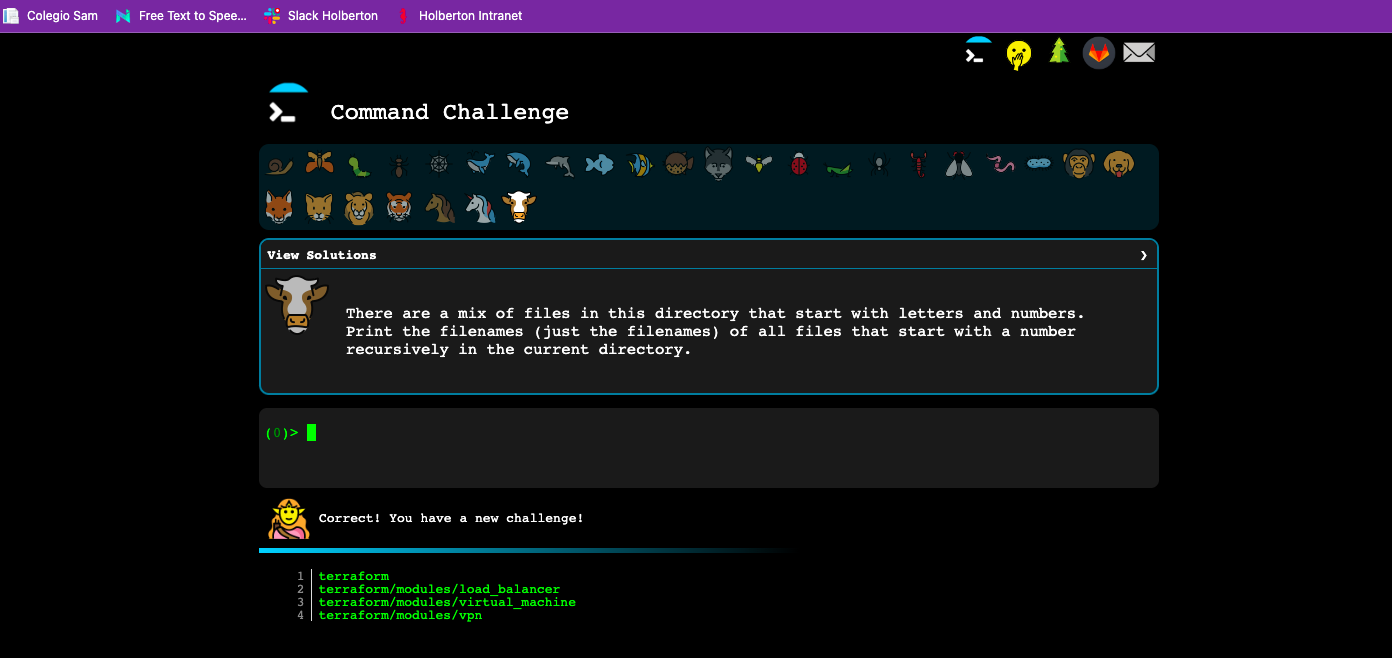 Colegio Sam Free Text to Spee... Slack Holberton Holberton Intranet
Command Challenge
View Solutions
There are a mix of files in this directory that start with letters and numbers.
Print the filenames (just the filenames) of all files that start with a number
recursively in the current directory.
(0)>
Correct! You have a new challenge!
1 terraform
2 terraform/modules/load_balancer
3 terraform/modules/virtual_machine
4 terraform/modules/vpn